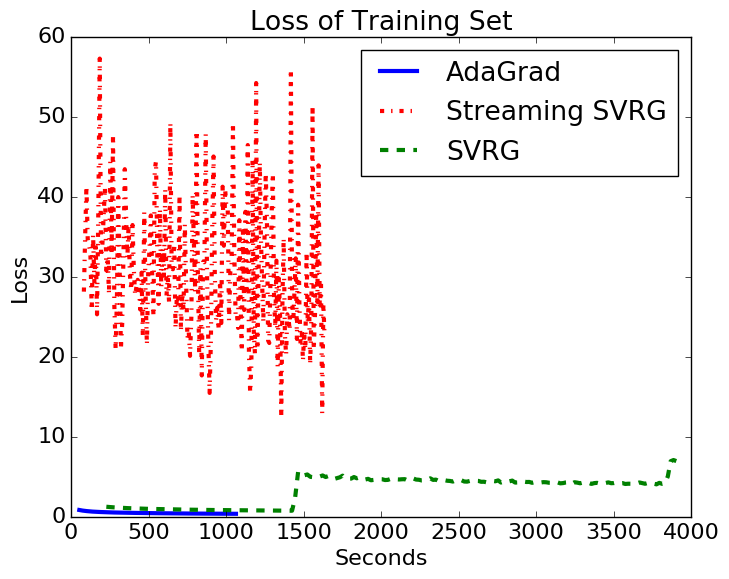 Loss of Training Set
60
50
40
30
20
10
0
Loss
AdaGrad
Streaming SVRG
SVRG
0 500 1000 1500 2000 2500 3000 3500 4000
Seconds